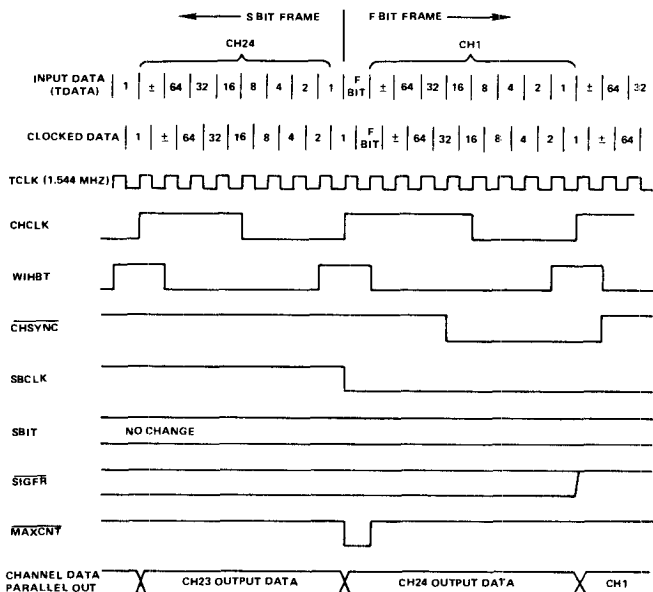 S BIT FRAME F BIT FRAME
CH24 CH1
INPUT DATA (TDATA) 1 ± 64 32 16 8 4 2 1 F BIT ± 64 32 16 8 4 2 1 ± 64 32
CLOCKED DATA 1 ± 64 32 16 8 4 2 1 F BIT ± 64 32 16 8 4 2 1 ± 64
TCLK (1.544 MHZ)
CHCLK
WIHBT
CHSYNC
SBCLK
SBIT NO CHANGE
SIGFR
MAXCNT
CHANNEL DATA PARALLEL OUT CH23 OUTPUT DATA CH24 OUTPUT DATA CH1